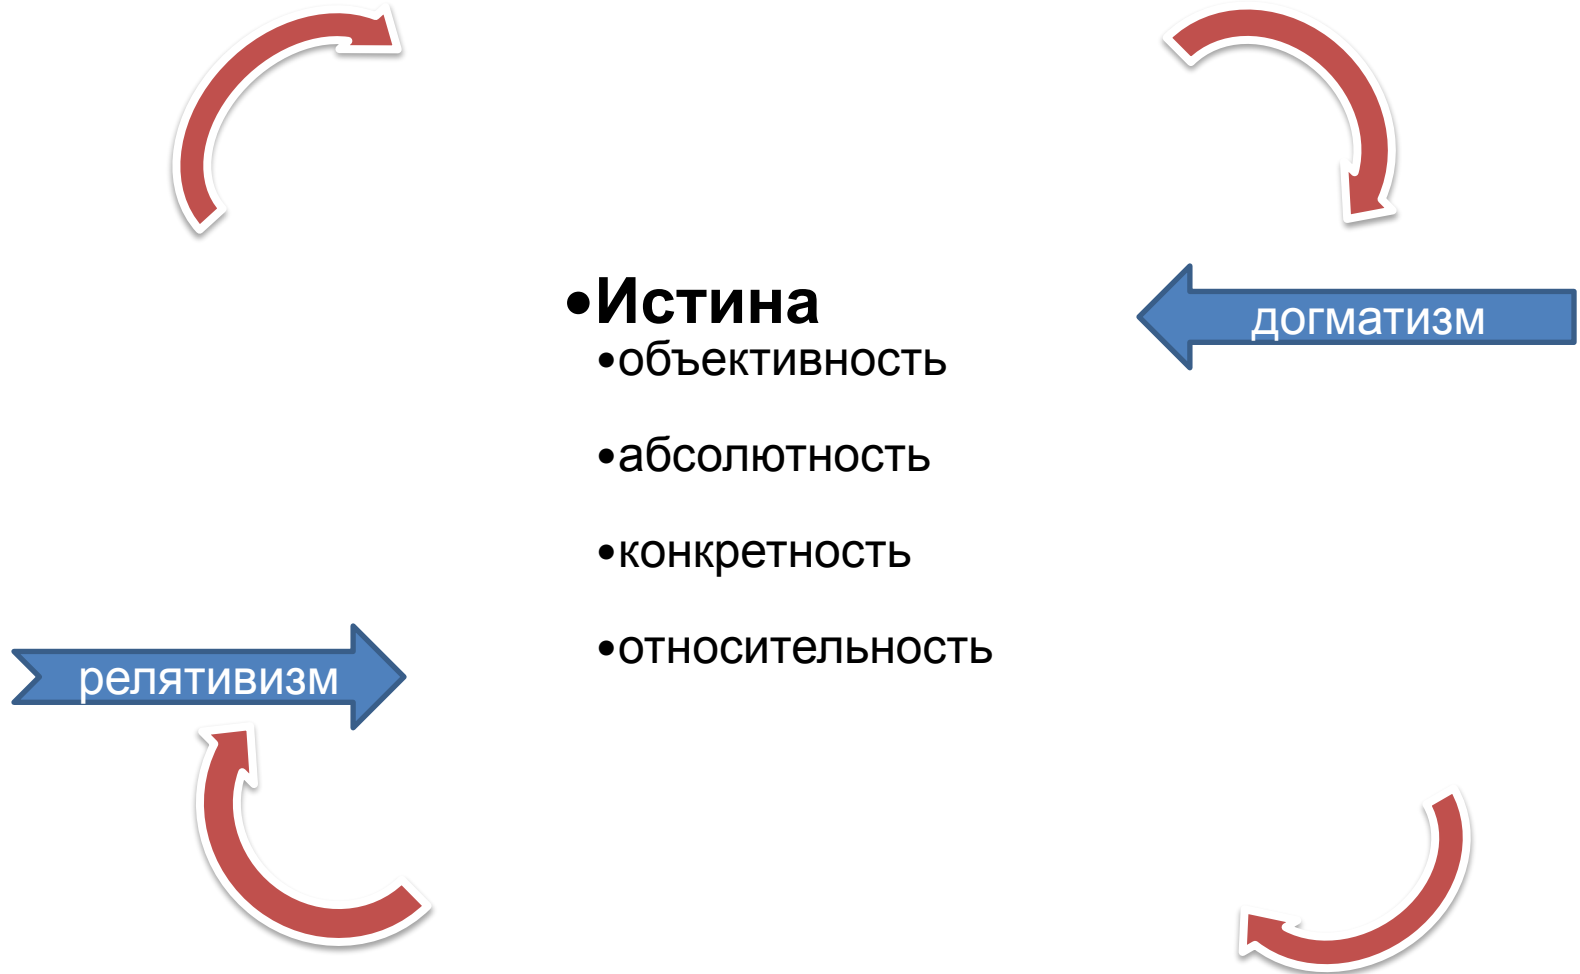 •Истина
догматизм
•объективность
•абсолютность
•конкретность
•относительность
релятивизм